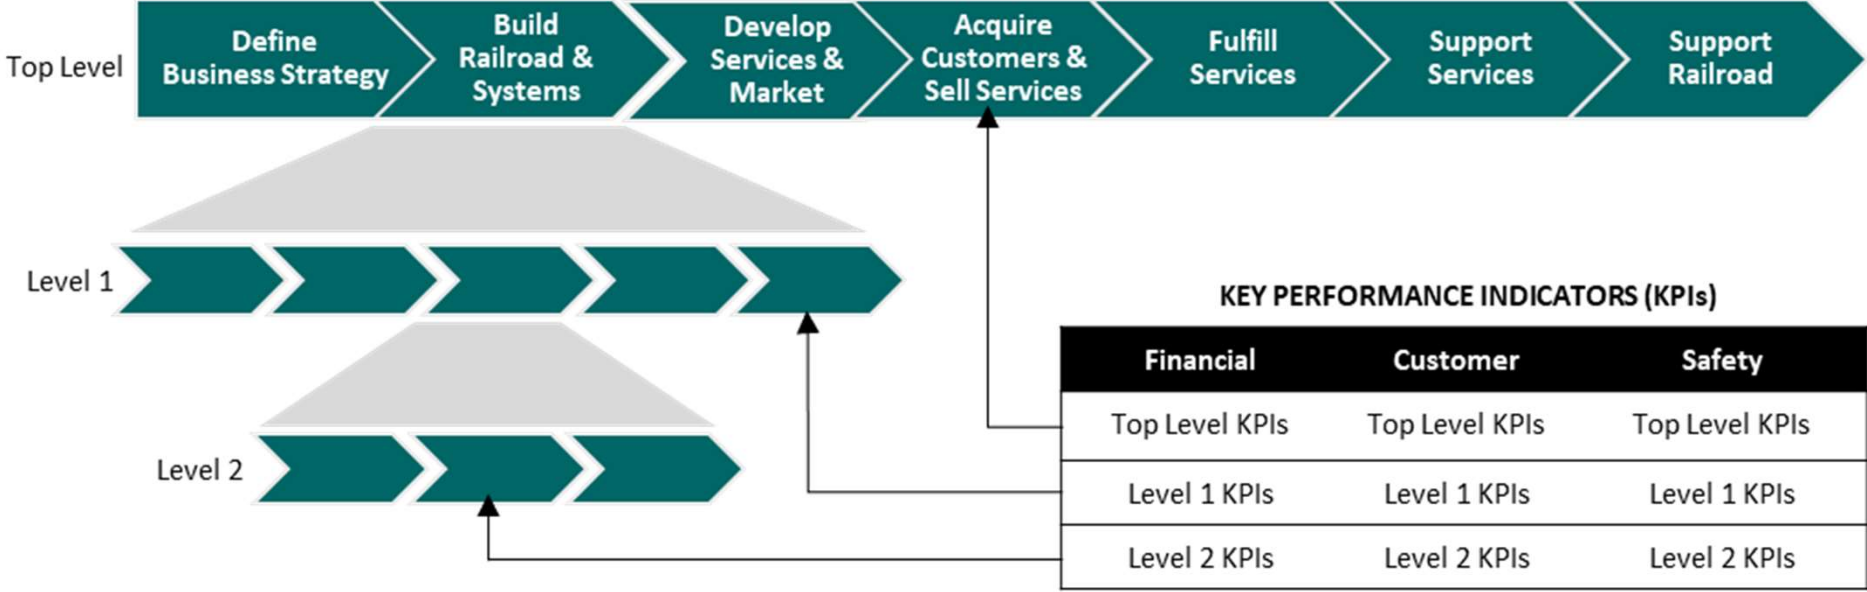 Top Level
Define
Business Strategy
Build
Railroad &
Systems
Develop
Services &
Market
Acquire
Customers &
Sell Services
Fulfill
Services
Support
Services
Support
Railroad
Level 1
Level 2
KEY PERFORMANCE INDICATORS (KPIs)
Financial Customer Safety
Top Level KPIs Top Level KPIs Top Level KPIs
Level 1 KPIs Level 1 KPIs Level 1 KPIs
Level 2 KPIs Level 2 KPIs Level 2 KPIs